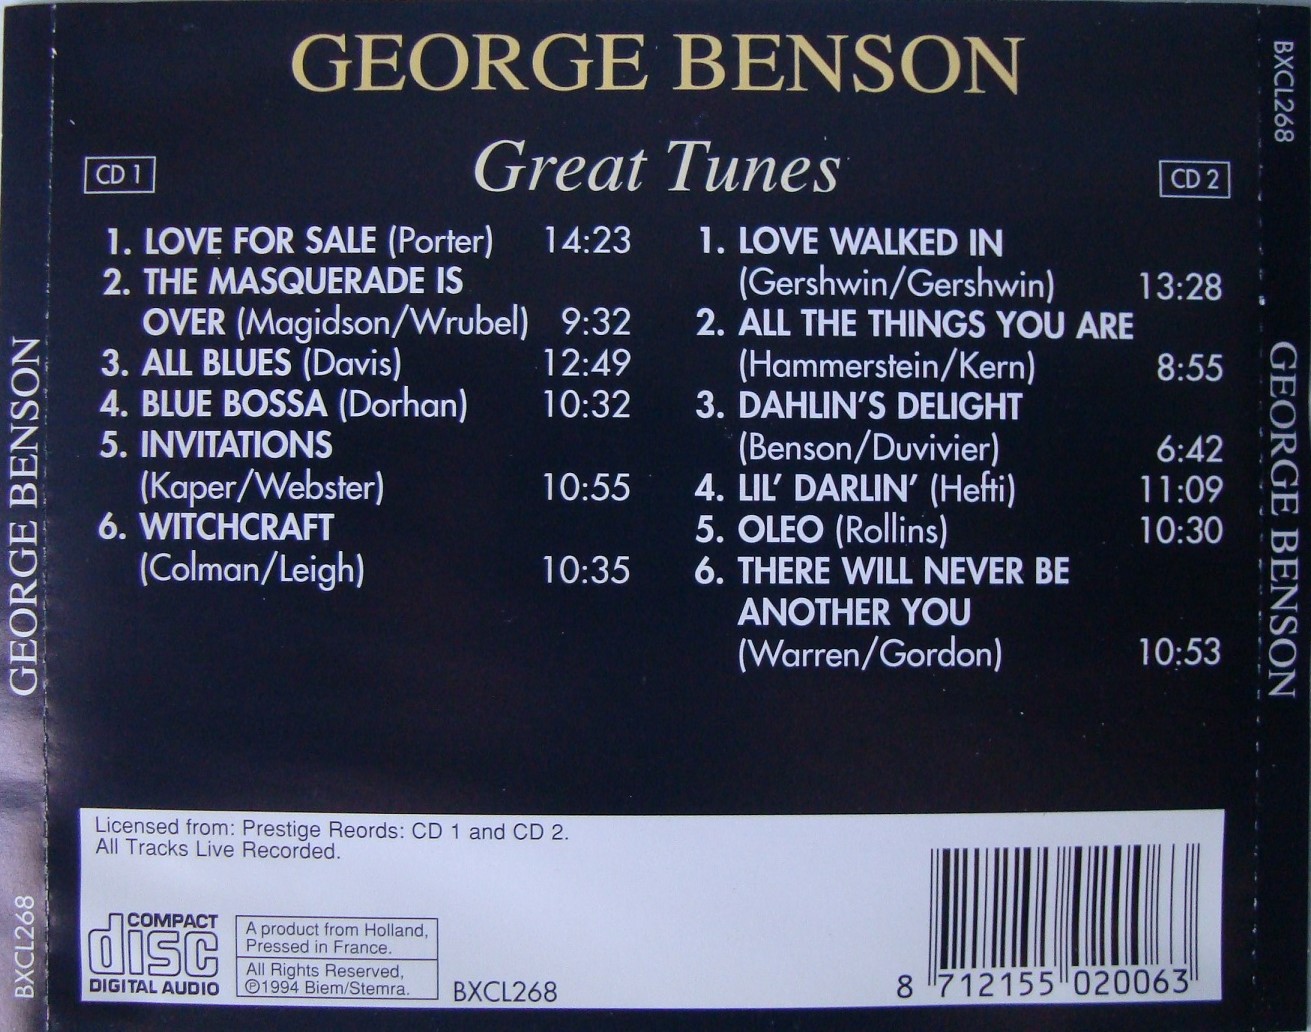 GEORGE BENSON
Great Tunes
CD 1
1. LOVE FOR SALE (Porter) 14:23
2. THE MASQUERADE IS
OVER (Magidson/Wrubel) 9:32
3. ALL BLUES (Davis) 12:49
4. BLUE BOSSA (Dorhan) 10:32
5. INVITATIONS
(Kaper/Webster) 10:55
6. WITCHCRAFT
(Colman/Leigh) 10:35
CD 2
1. LOVE WALKED IN
(Gershwin/Gershwin) 13:28
2. ALL THE THINGS YOU ARE
(Hammerstein/Kern) 8:55
3. DAHLIN'S DELIGHT
(Benson/Duvivier) 6:42
4. LIL' DARLIN' (Hefti) 11:09
5. OLEO (Rollins) 10:30
6. THERE WILL NEVER BE
ANOTHER YOU
(Warren/Gordon) 10:53
Licensed from: Prestige Reords: CD 1 and CD 2.
All Tracks Live Recorded.
COMPACT
disc
DIGITAL AUDIO
A product from Holland,
Pressed in France.
All Rights Reserved,
℗1994 Biem/Stemra.
BXCL268
8 712155 020063
GEORGE BENSON
BXCL268
BXCL268
GEORGE BENSON